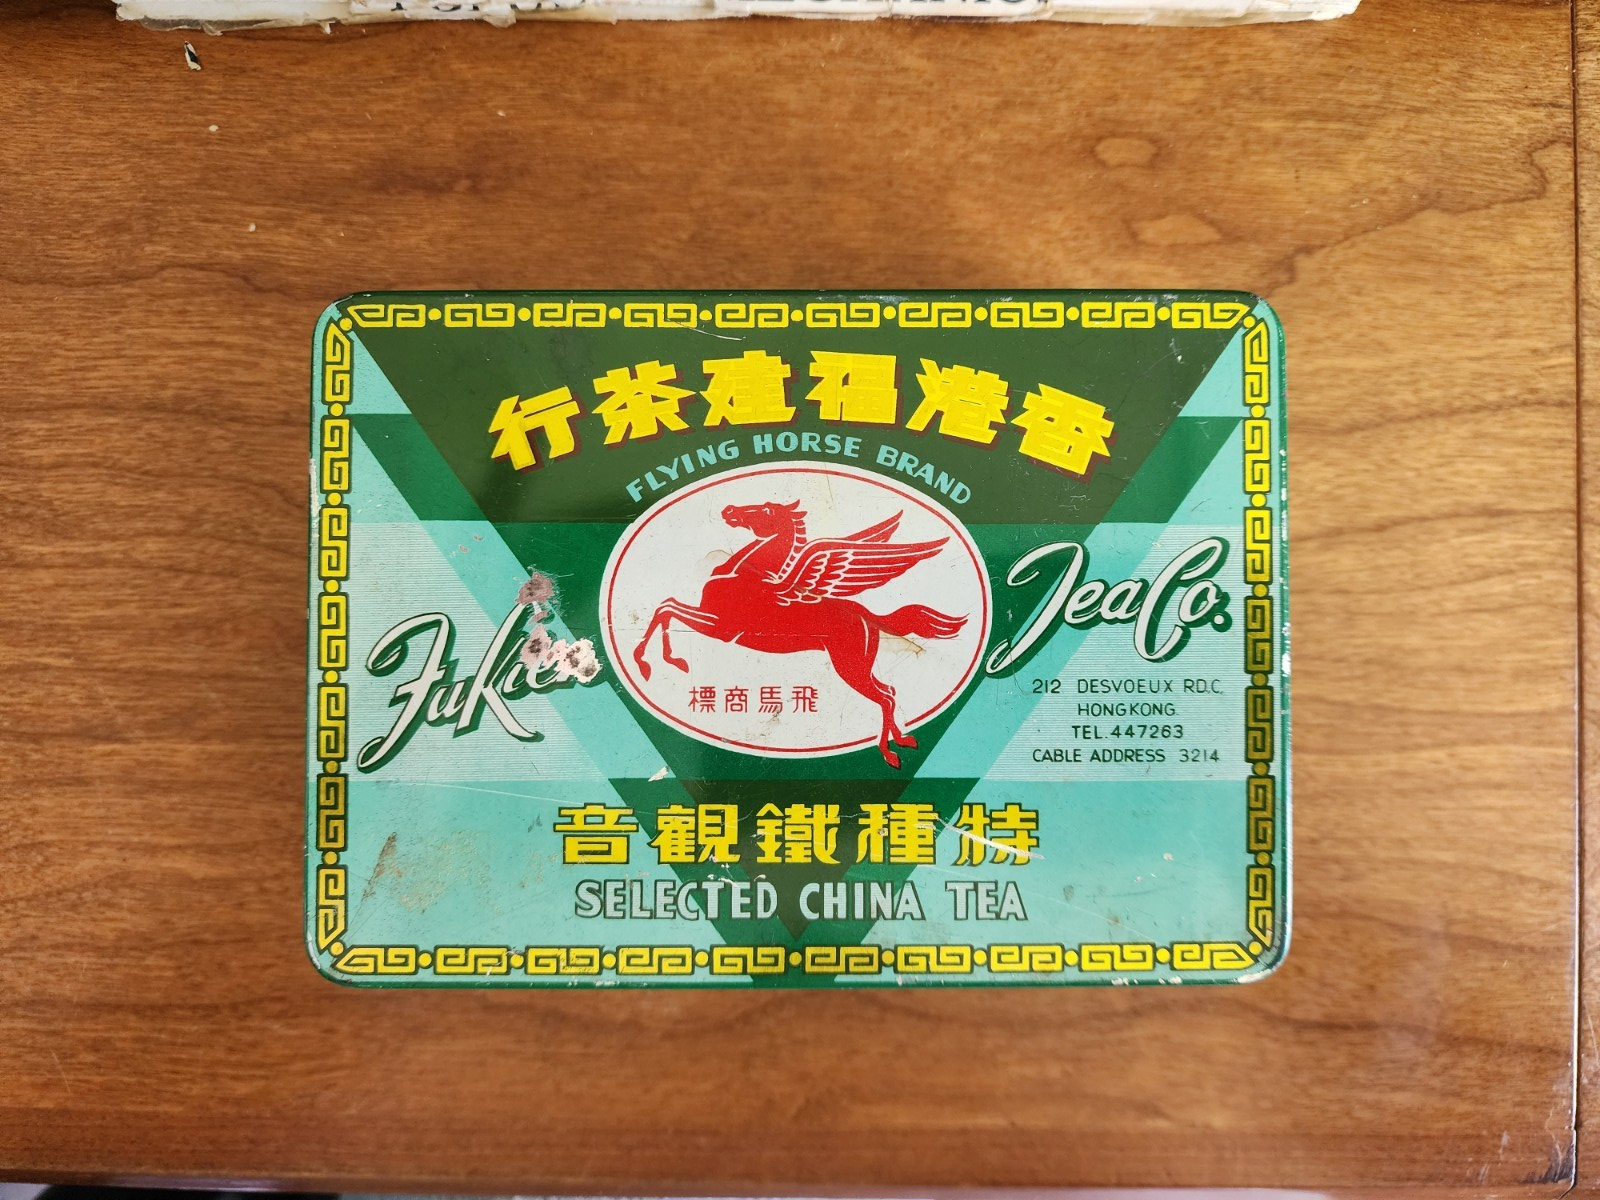 香港福建茶行
FLYING HORSE BRAND
飛馬商標
Fukien
Tea Co.
212 DESVOEUX RD.C.
HONG KONG.
TEL. 447263
CABLE ADDRESS 3214
特種鐵觀音
SELECTED CHINA TEA